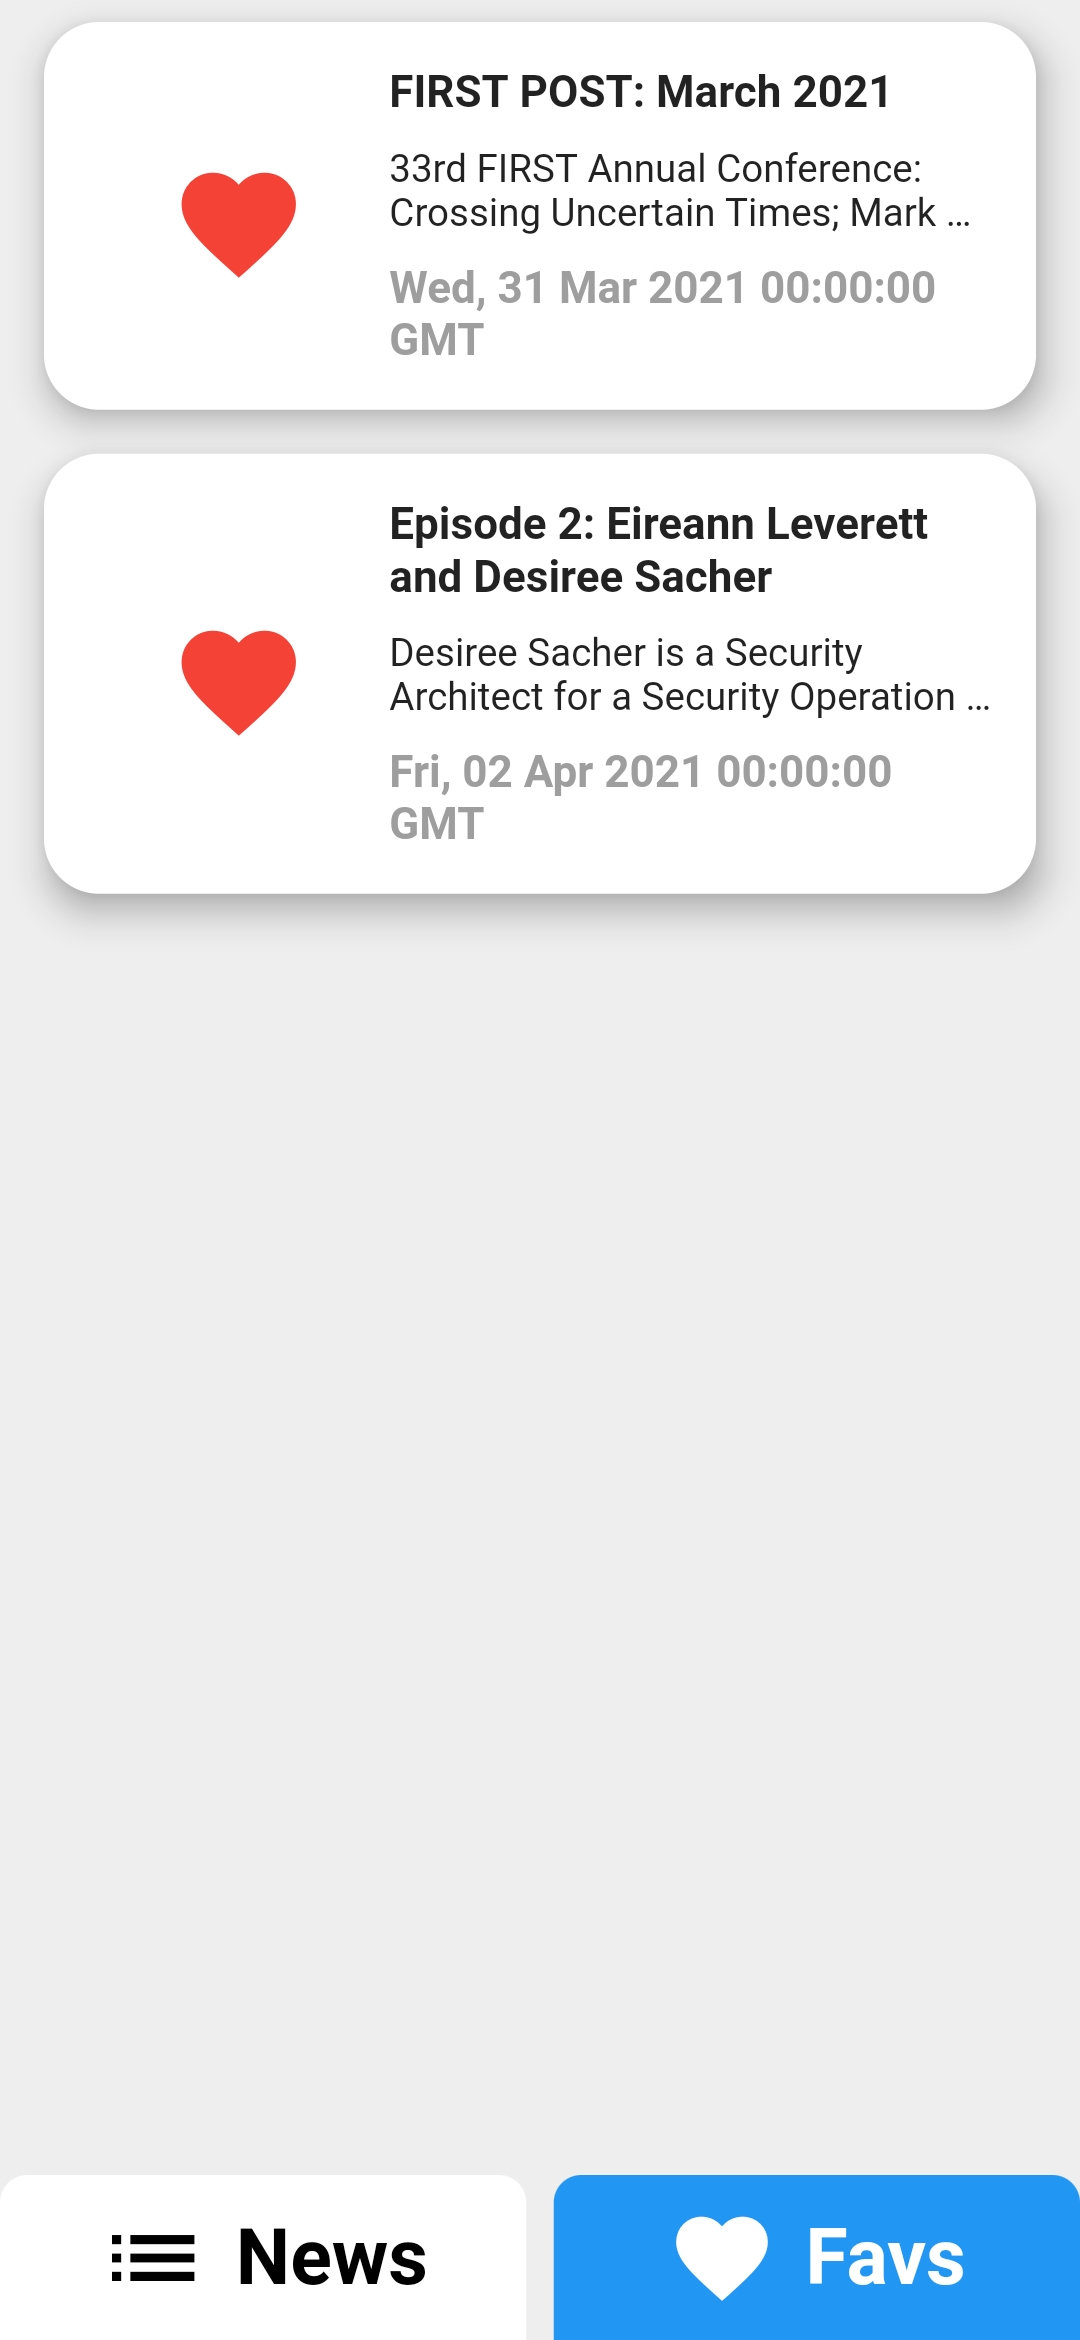 FIRST POST: March 2021
33rd FIRST Annual Conference:
Crossing Uncertain Times; Mark ...
Wed, 31 Mar 2021 00:00:00
GMT
Episode 2: Eireann Leverett
and Desiree Sacher
Desiree Sacher is a Security
Architect for a Security Operation ...
Fri, 02 Apr 2021 00:00:00
GMT
News
Favs